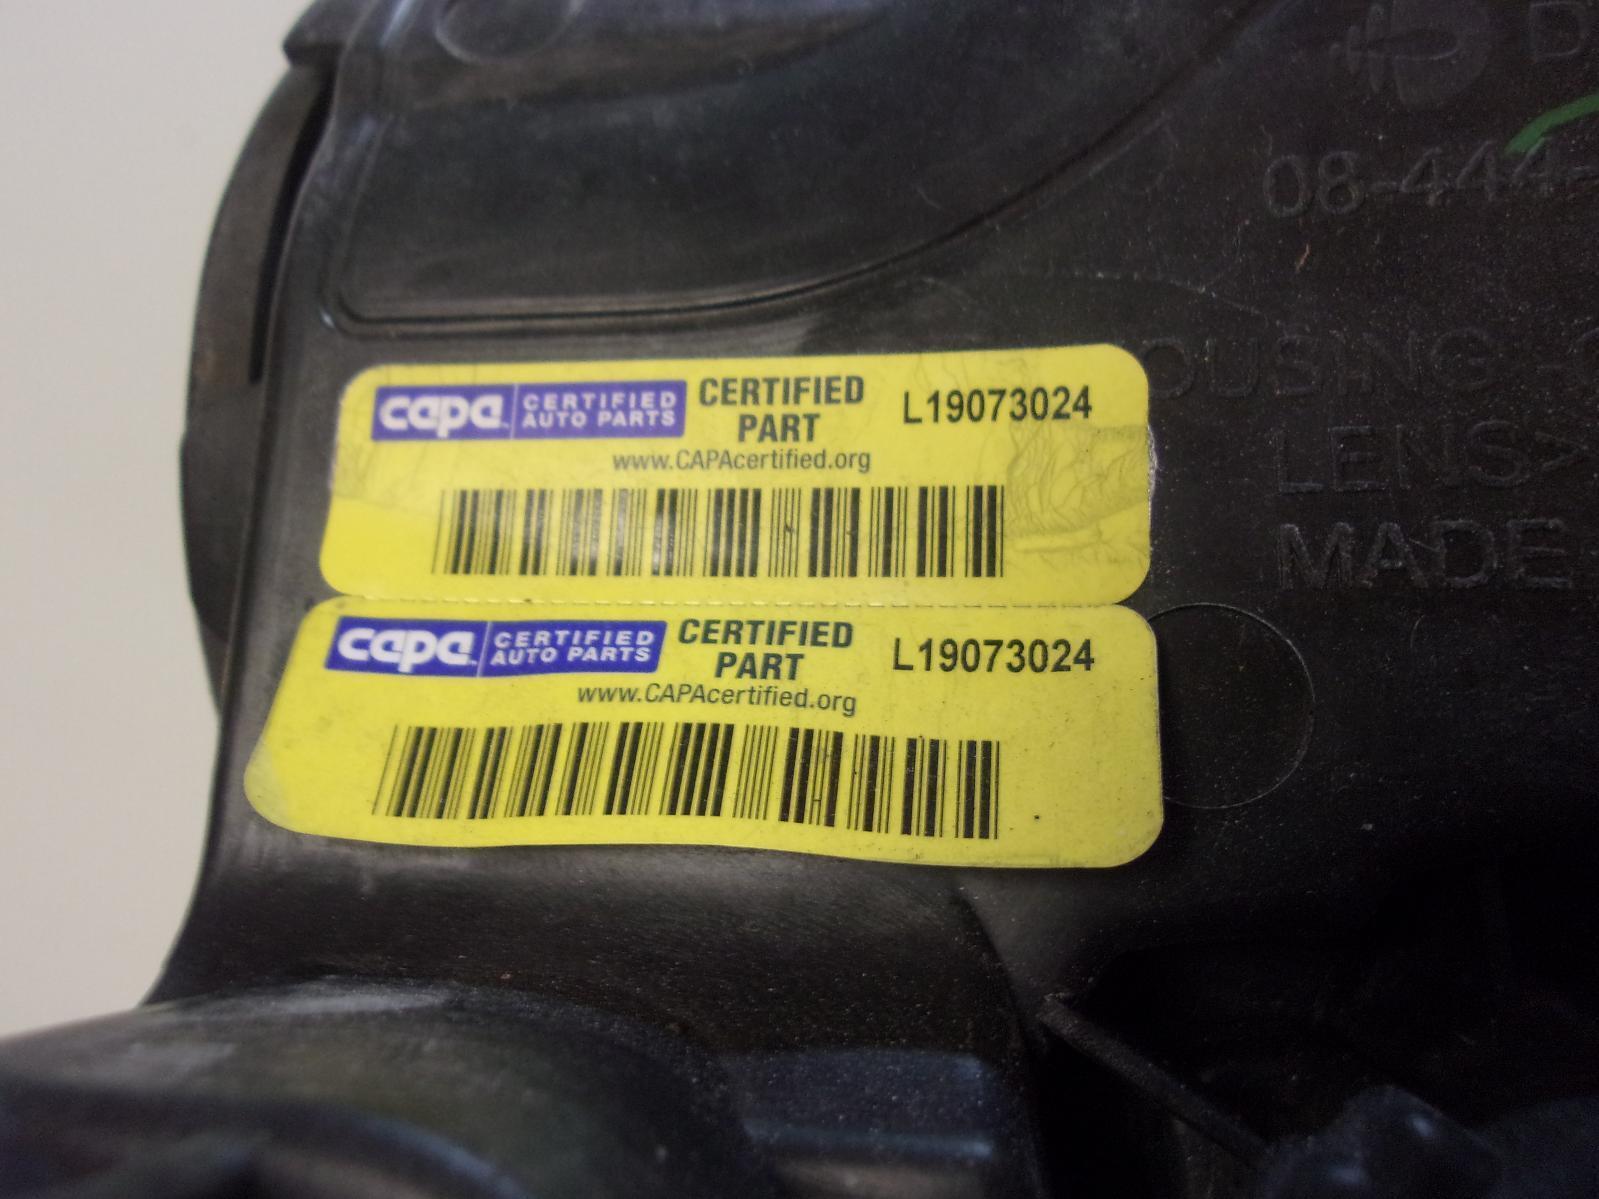 D
08-444-
OUSING
LENS>
MADE
capa CERTIFIED AUTO PARTS
CERTIFIED PART
L19073024
www.CAPAcertified.org
capa CERTIFIED AUTO PARTS
CERTIFIED PART
L19073024
www.CAPAcertified.org